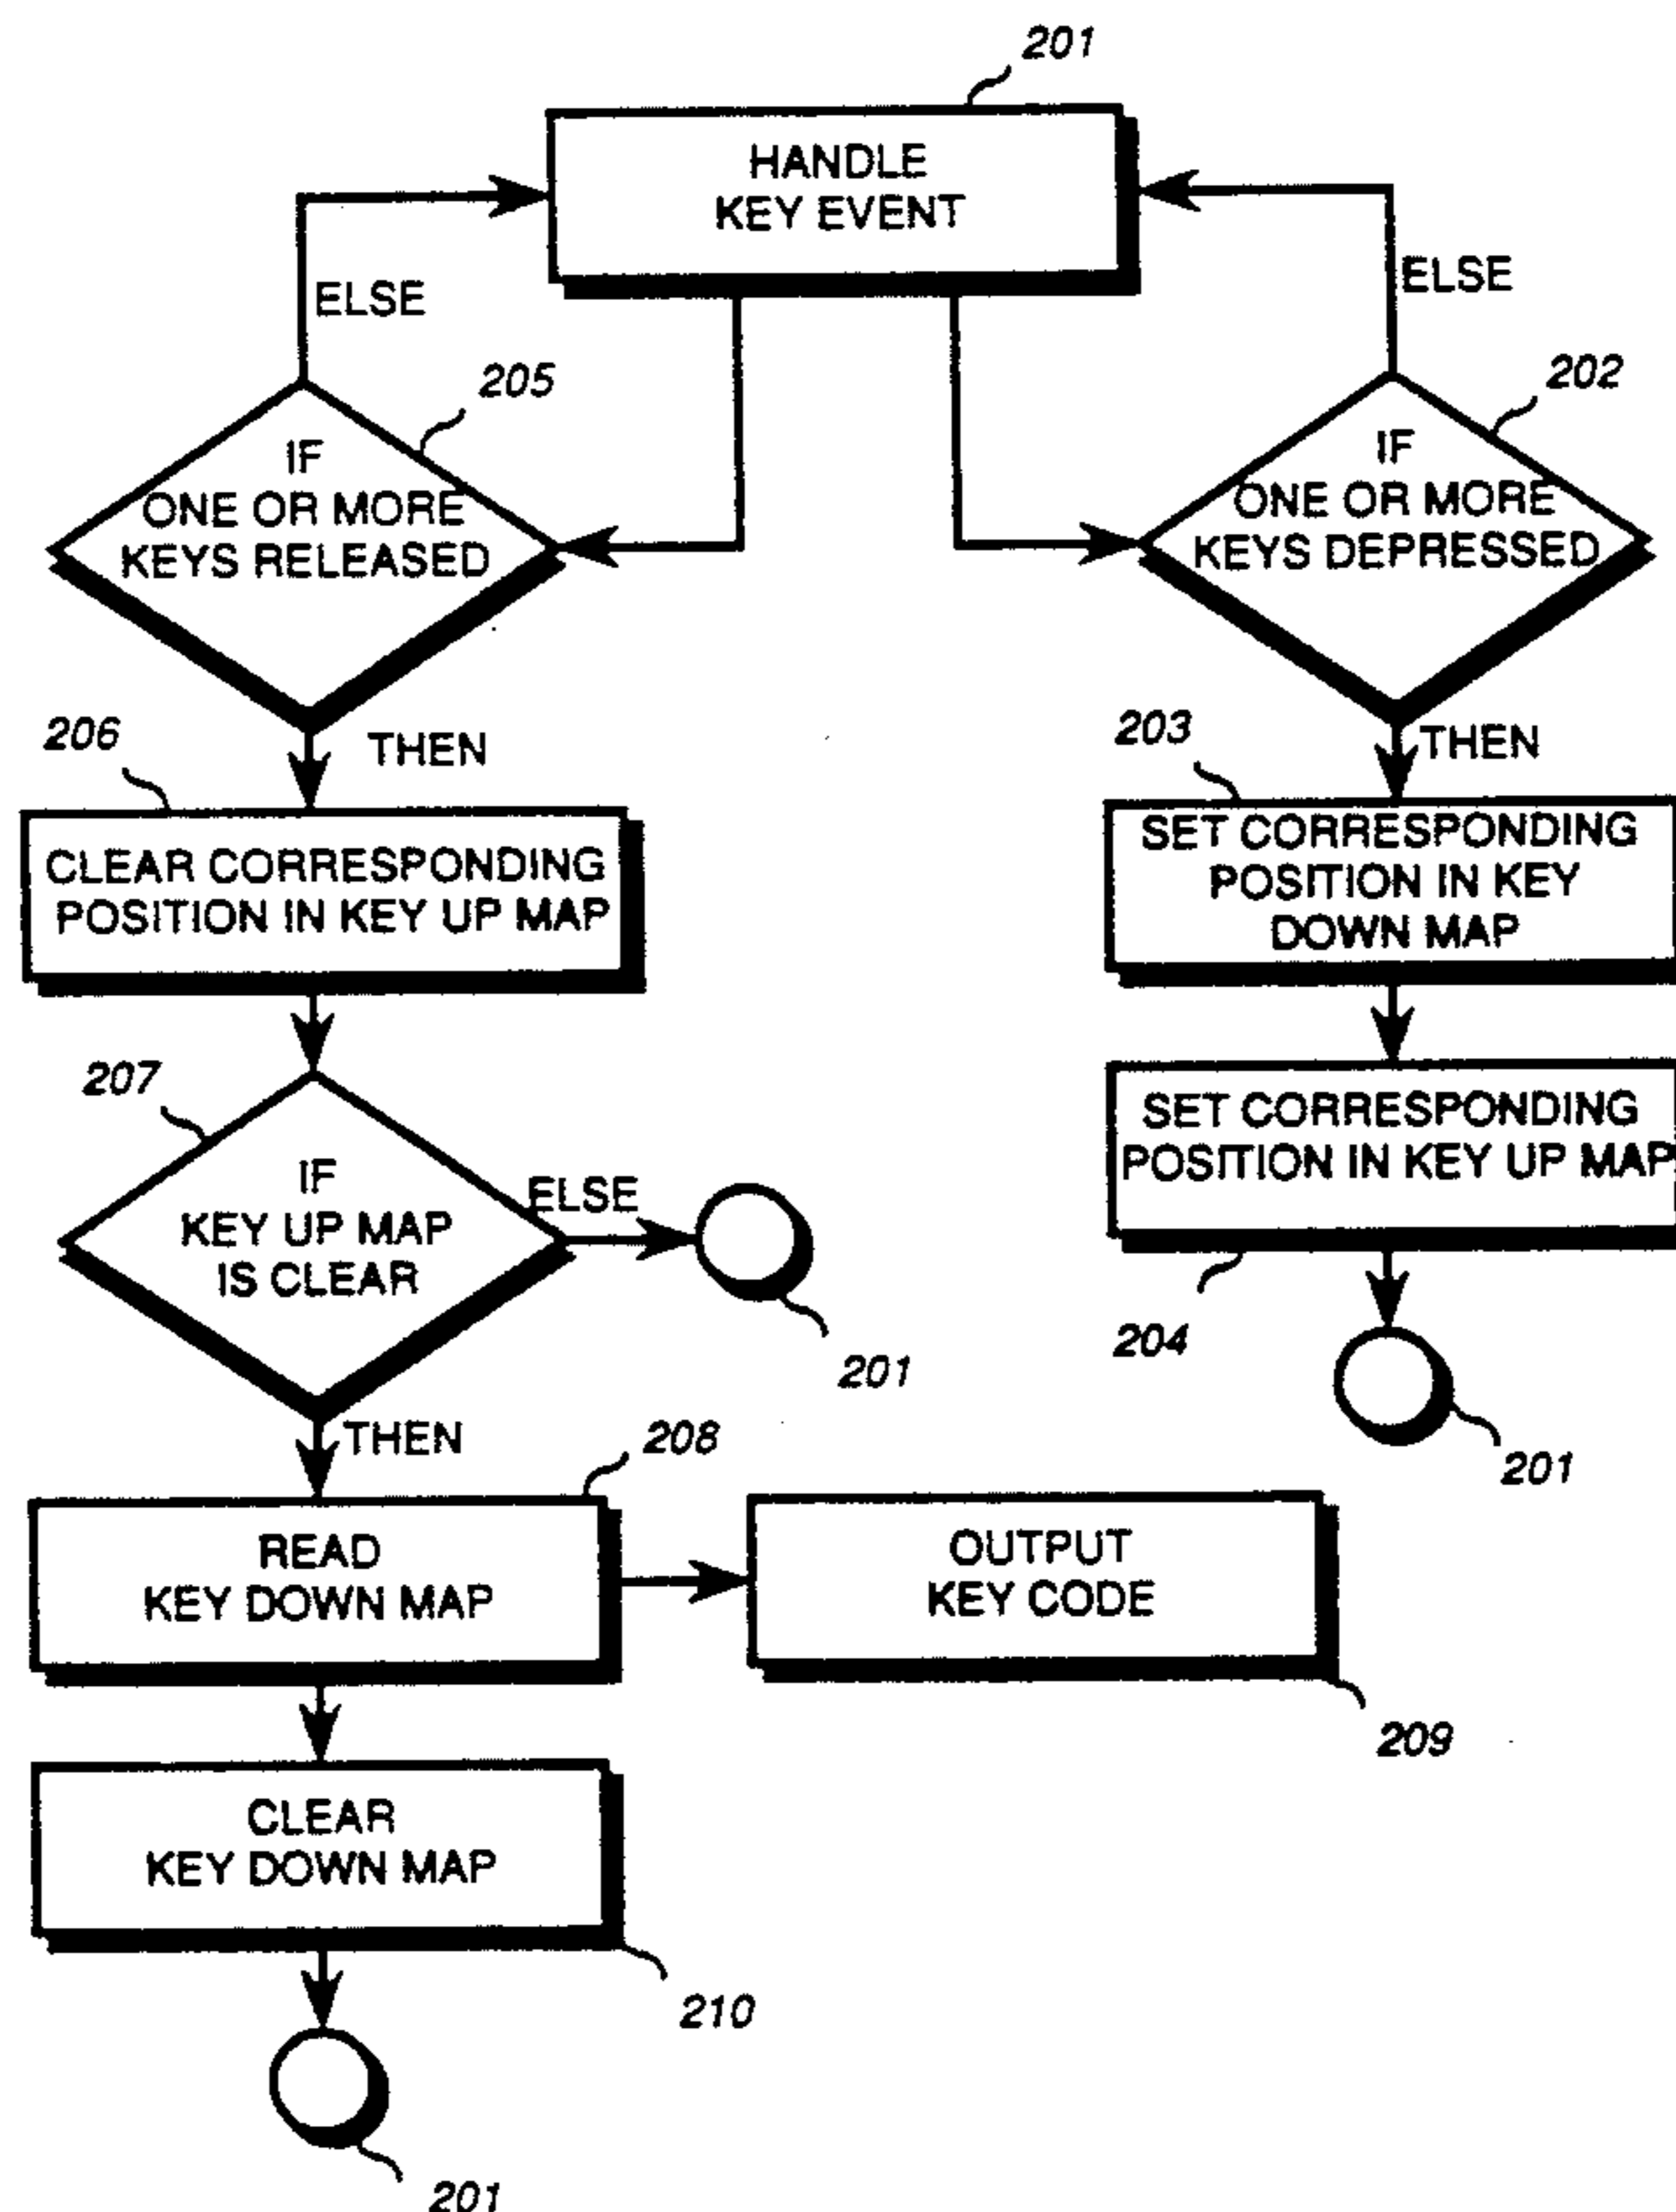 201
HANDLE
KEY EVENT
ELSE
ELSE
205
202
IF
ONE OR MORE
KEYS RELEASED
IF
ONE OR MORE
KEYS DEPRESSED
206
THEN
203
THEN
CLEAR CORRESPONDING
POSITION IN KEY UP MAP
SET CORRESPONDING
POSITION IN KEY
DOWN MAP
207
IF
KEY UP MAP
IS CLEAR
ELSE
201
SET CORRESPONDING
POSITION IN KEY UP MAP
204
201
THEN
208
READ
KEY DOWN MAP
OUTPUT
KEY CODE
209
CLEAR
KEY DOWN MAP
210
201